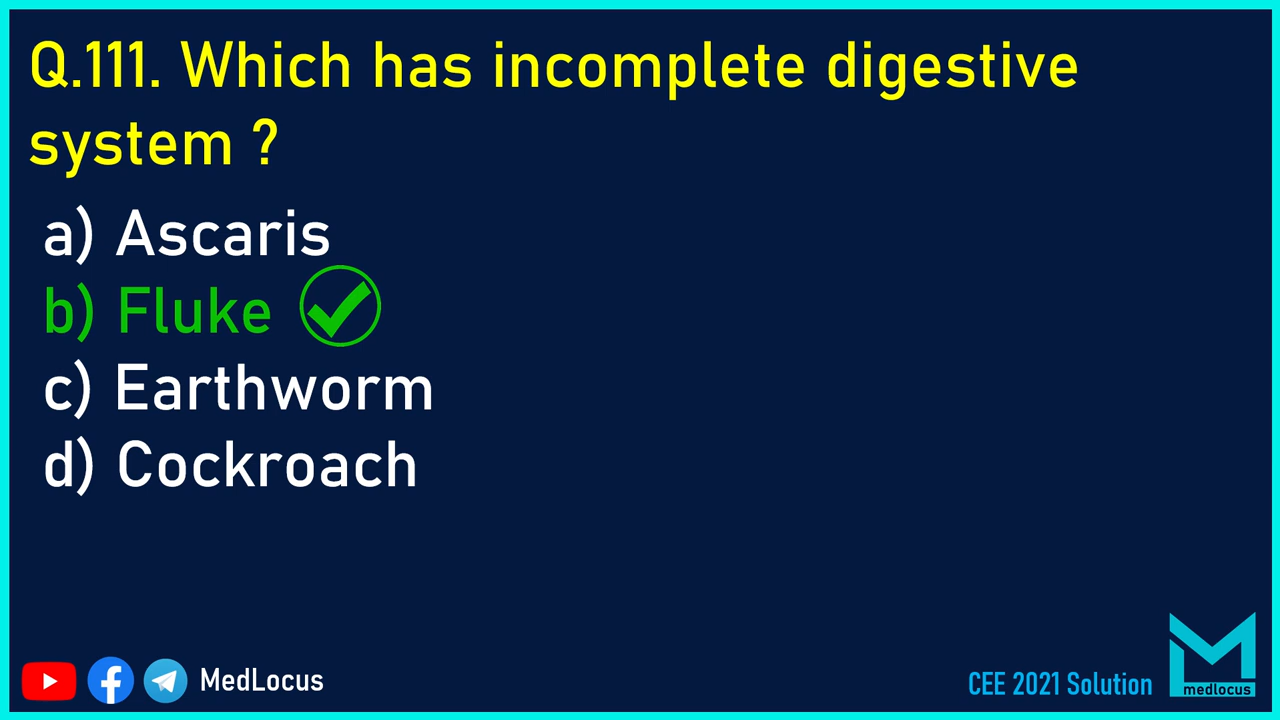 Q.111. Which has incomplete digestive
system ?
a) Ascaris
b) Fluke
c) Earthworm
d) Cockroach
MedLocus
CEE 2021 Solution
medlocus